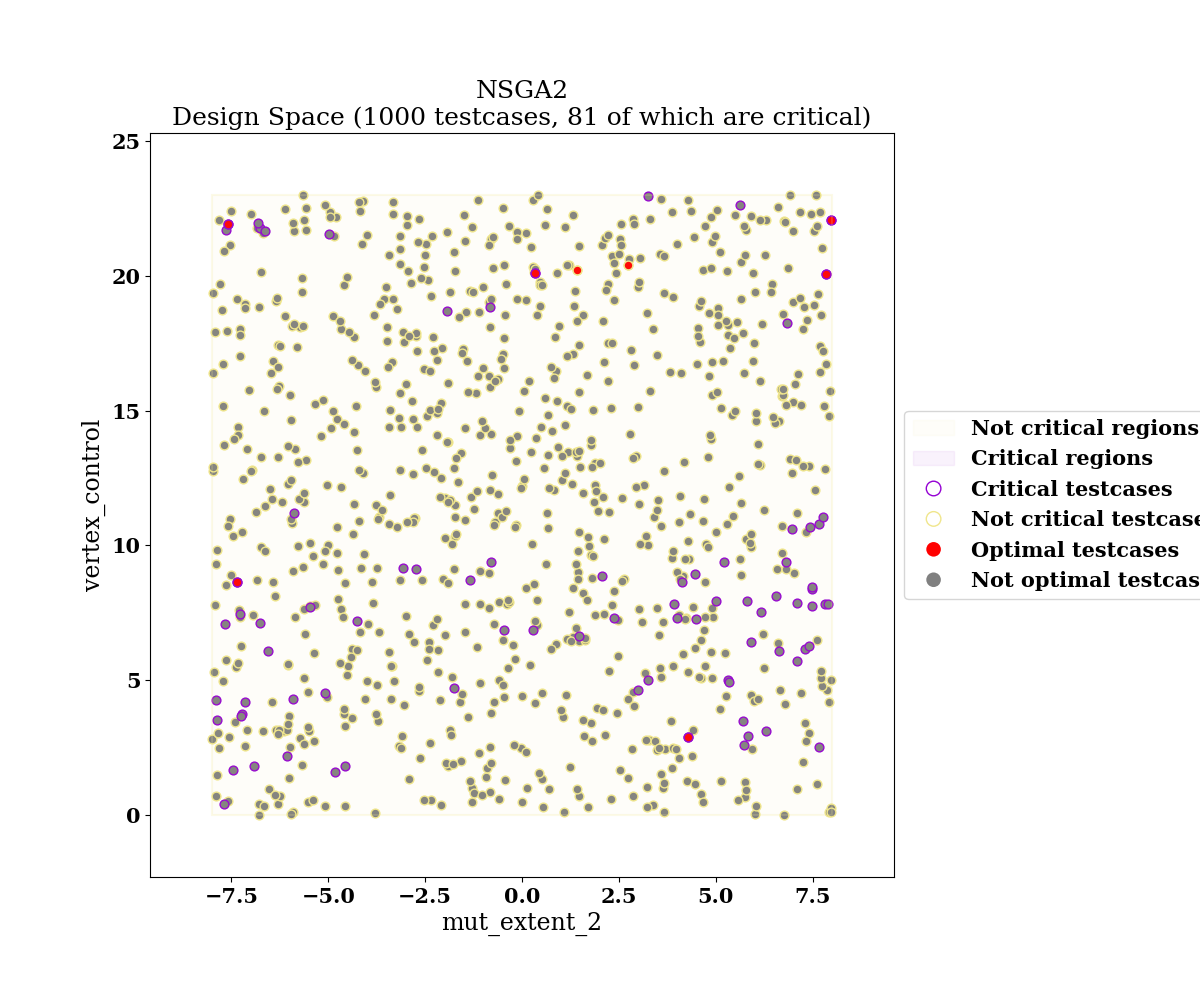 NSGA2
Design Space (1000 testcases, 81 of which are critical)
25
20
15
10
5
0
vertex_control
−7.5
−5.0
−2.5
0.0
2.5
5.0
7.5
mut_extent_2
Not critical regions
Critical regions
Critical testcases
Not critical testcase
Optimal testcases
Not optimal testcas